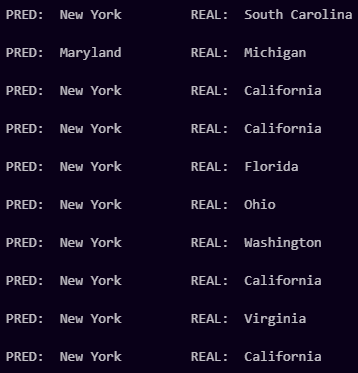 PRED:  New York         REAL:  South Carolina
PRED:  Maryland         REAL:  Michigan
PRED:  New York         REAL:  California
PRED:  New York         REAL:  California
PRED:  New York         REAL:  Florida
PRED:  New York         REAL:  Ohio
PRED:  New York         REAL:  Washington
PRED:  New York         REAL:  California
PRED:  New York         REAL:  Virginia
PRED:  New York         REAL:  California